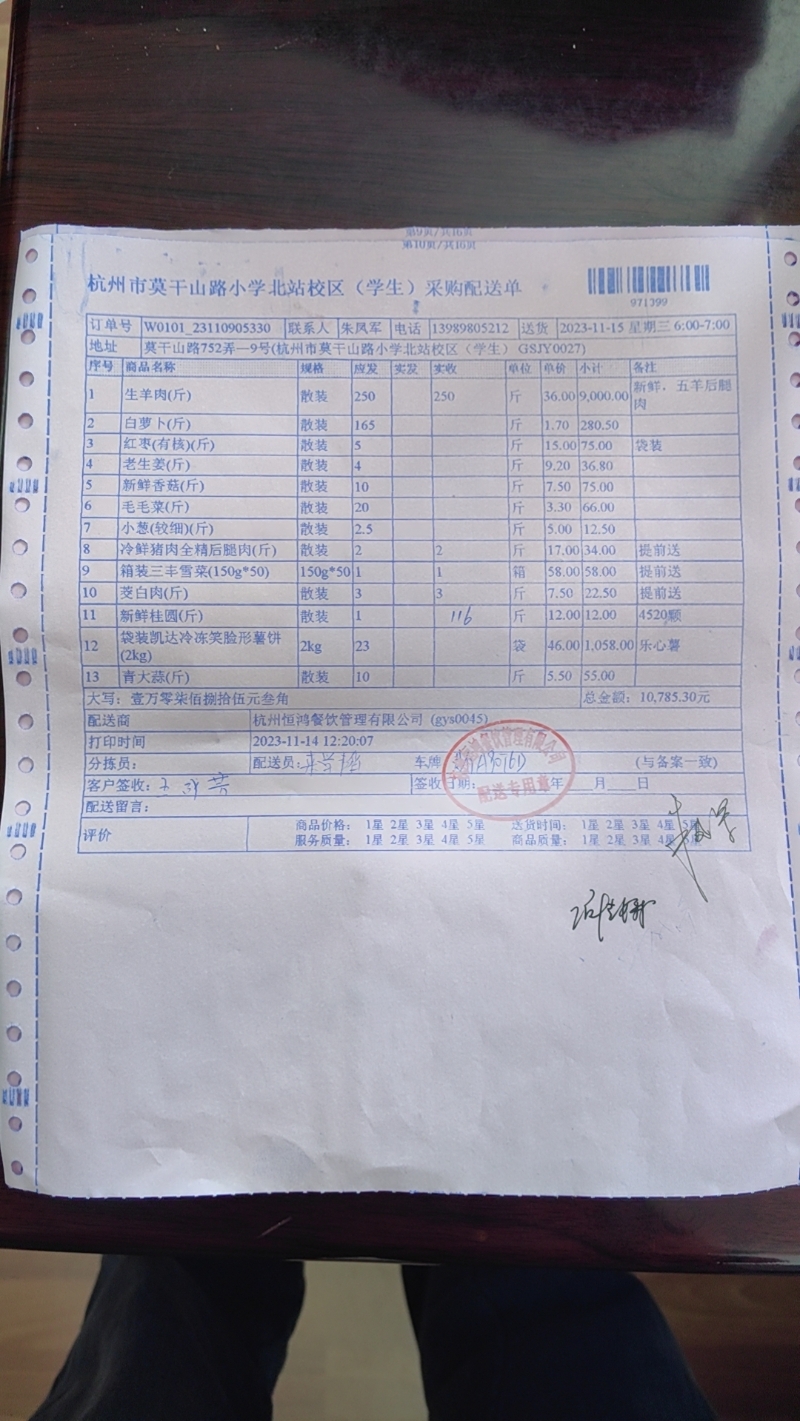 第9页/共16页
第10页/共16页
杭州市莫干山路小学北站校区（学生）采购配送单
971399
订单号 W0101_23110905330 联系人 朱凤军 电话 13989805212 送货 2023-11-15 星期三 6:00-7:00
地址 莫干山路752弄一9号(杭州市莫干山路小学北站校区（学生）GSJY0027)
序号 商品名称 规格 应发 实发 实收 单位 单价 小计 备注
1 生羊肉(斤) 散装 250 250 斤 36.00 9,000.00 新鲜，五羊后腿肉
2 白萝卜(斤) 散装 165 斤 1.70 280.50
3 红枣(有核)(斤) 散装 5 斤 15.00 75.00 袋装
4 老生姜(斤) 散装 4 斤 9.20 36.80
5 新鲜香菇(斤) 散装 10 斤 7.50 75.00
6 毛毛菜(斤) 散装 20 斤 3.30 66.00
7 小葱(较细)(斤) 散装 2.5 斤 5.00 12.50
8 冷鲜猪肉全精后腿肉(斤) 散装 2 2 斤 17.00 34.00 提前送
9 箱装三丰雪菜(150g*50) 150g*50 1 1 箱 58.00 58.00 提前送
10 茭白肉(斤) 散装 3 3 斤 7.50 22.50 提前送
11 新鲜桂圆(斤) 散装 1 116 斤 12.00 12.00 4520颗
12 袋装凯达冷冻笑脸形薯饼(2kg) 2kg 23 袋 46.00 1,058.00 乐心薯
13 青大蒜(斤) 散装 10 斤 5.50 55.00
大写：壹万零柒佰捌拾伍元叁角 总金额：10,785.30元
配送商 杭州恒鸿餐饮管理有限公司 (gys0045)
打印时间 2023-11-14 12:20:07
分拣员： 配送员： 车牌 (与备案一致)
客户签收： 签收日期： 年 月 日
配送专用章
配送留言：
评价 商品价格： 1星 2星 3星 4星 5星 送货时间： 1星 2星 3星 4星 5星
服务质量： 1星 2星 3星 4星 5星 商品质量： 1星 2星 3星 4星 5星